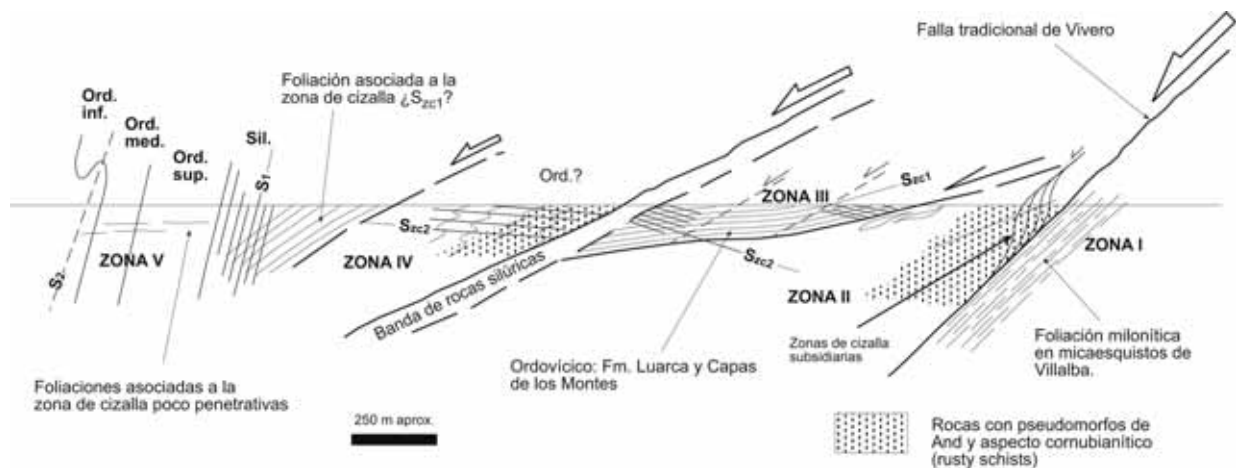 Falla tradicional de Vivero
Foliación asociada a la
zona de cizalla ¿Szc1?
Ord.
inf.
Ord.
med.
Ord
sup.
Sil.
S1
Ord.?
ZONA III
Szc1
Szc2
Szc2
ZONA V
ZONA IV
ZONA I
ZONA II
S2
Banda de rocas silúricas
Zonas de cizalla
subsidiarias
Foliación milonítica
en micaesquistos de
Villalba.
Ordovícico: Fm. Luarca y Capas
de los Montes
Foliaciones asociadas a la
zona de cizalla poco penetrativas
250 m aprox.
Rocas con pseudomorfos de
And y aspecto cornubianítico
(rusty schists)